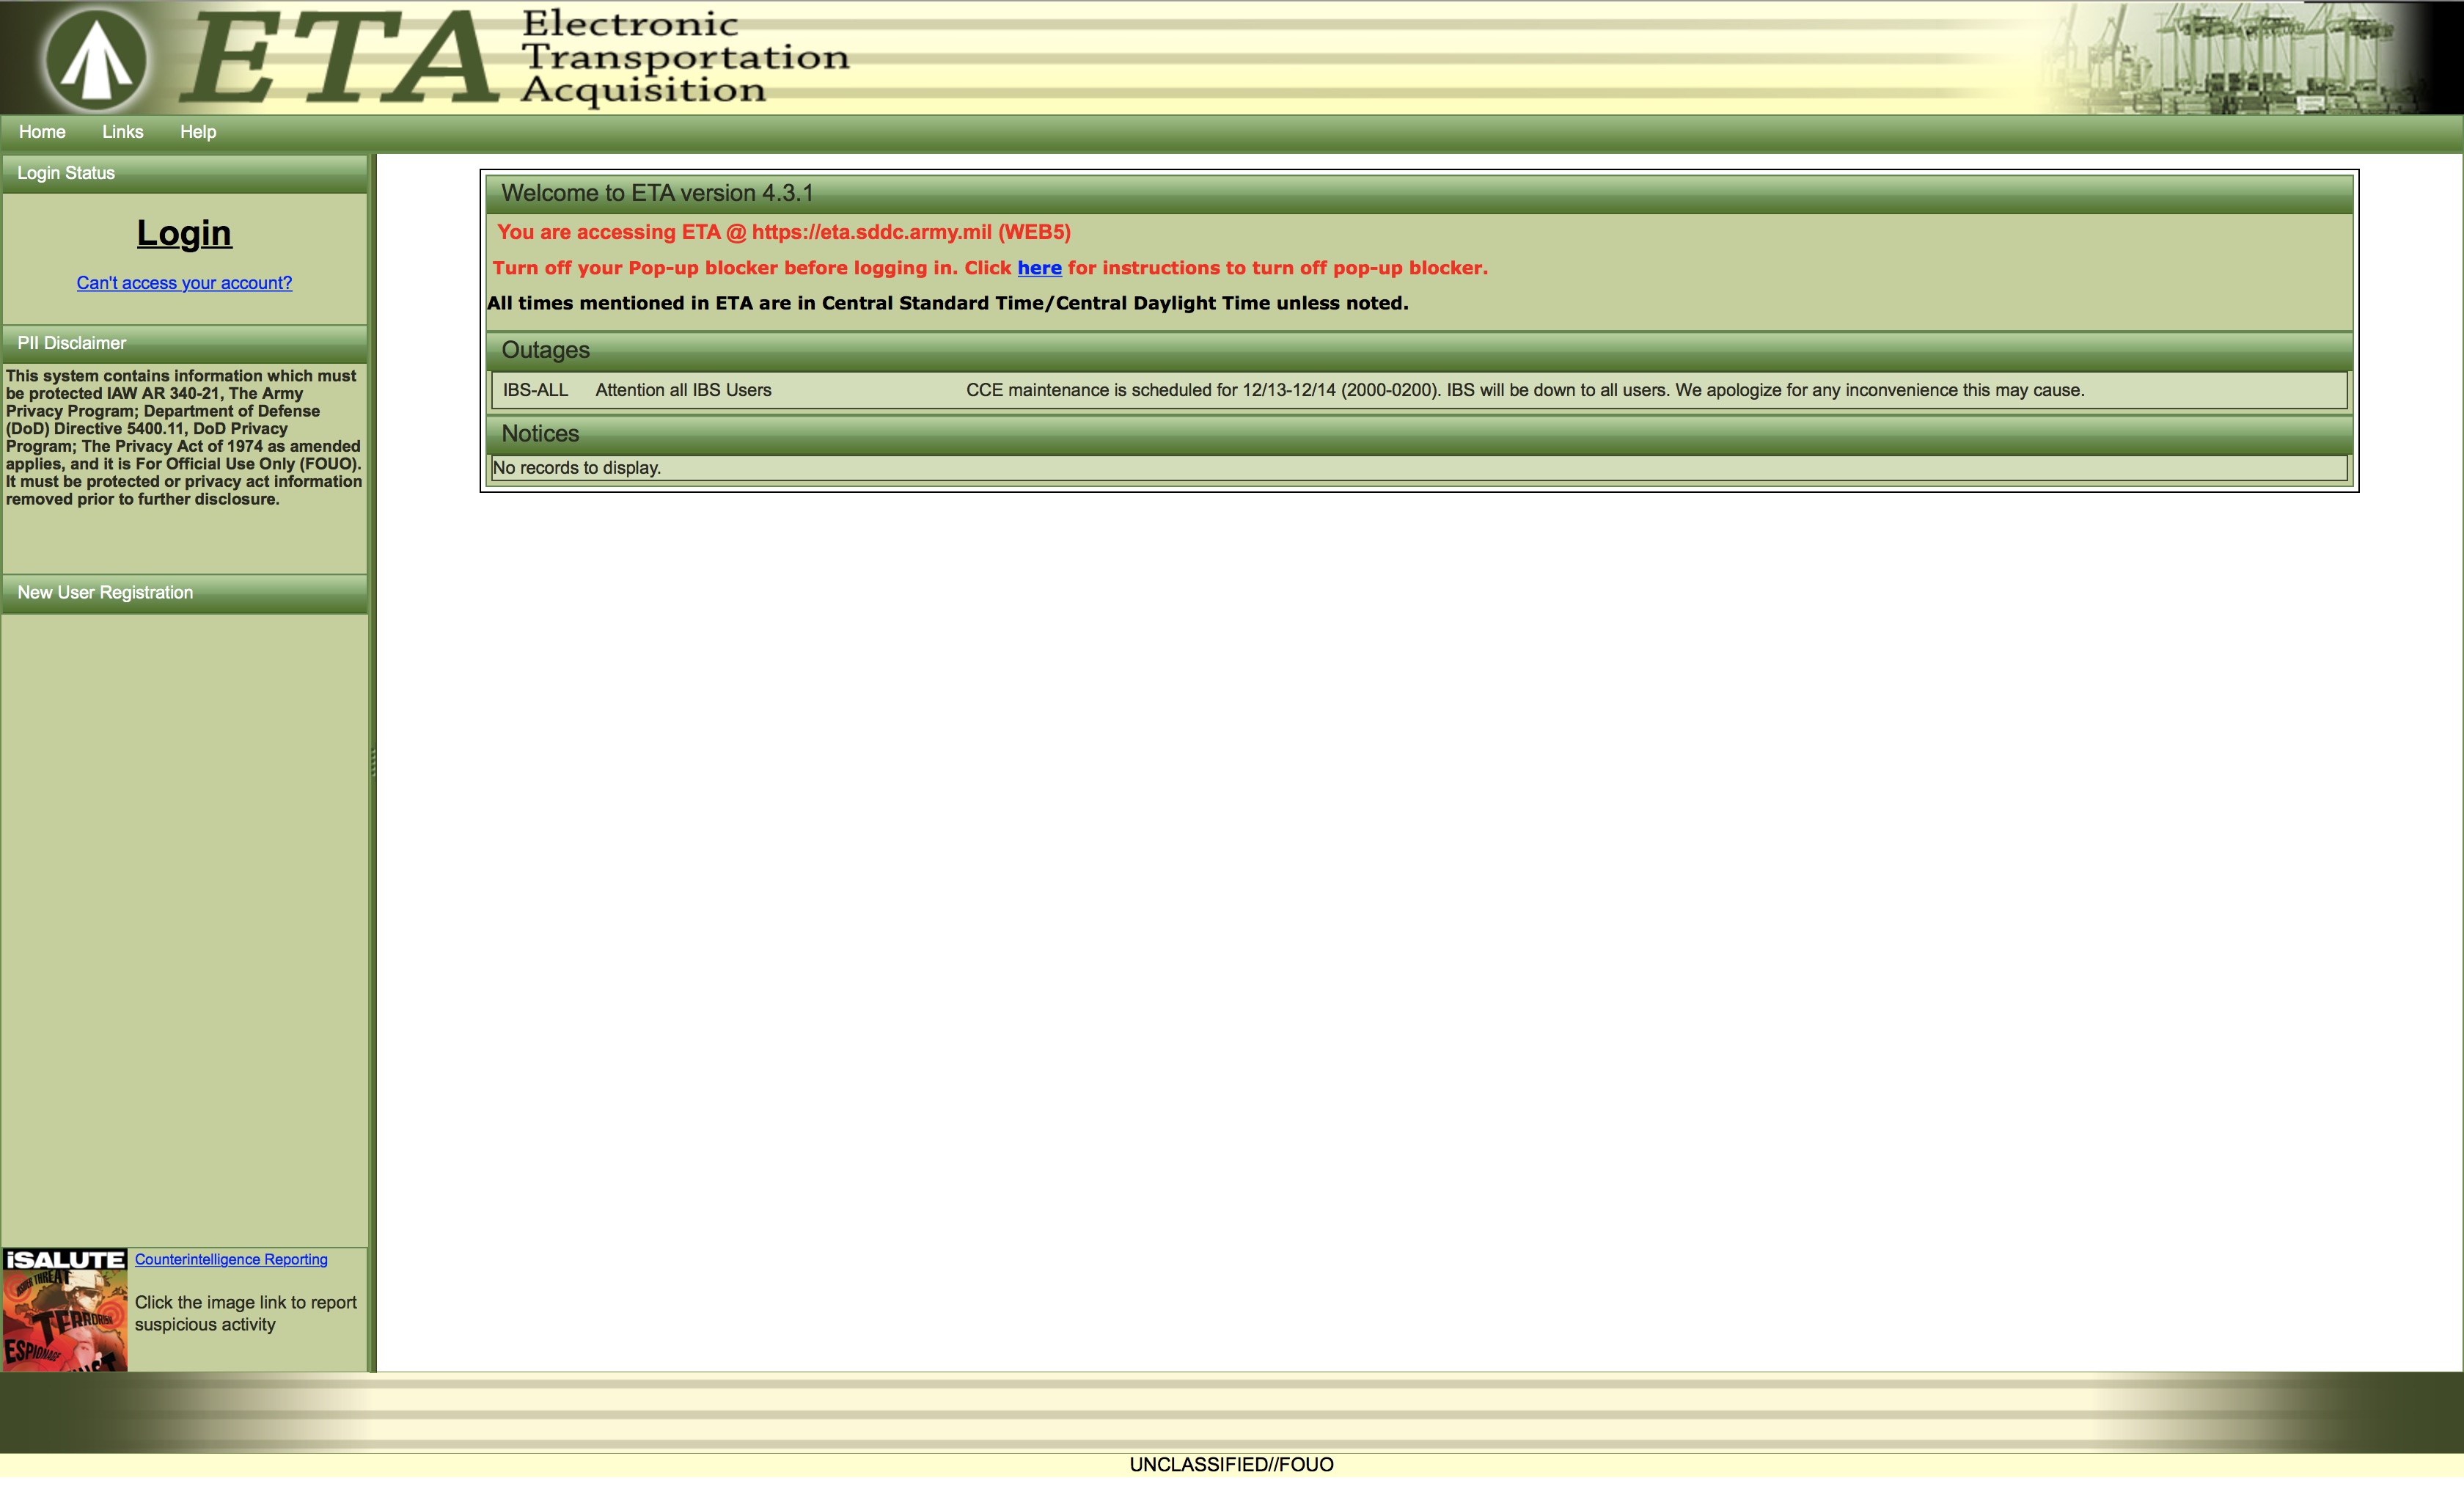 ETA
Electronic
Transportation
Acquisition
Home Links Help
Login Status
Login
Can't access your account?
PII Disclaimer
This system contains information which must
be protected IAW AR 340-21, The Army
Privacy Program; Department of Defense
(DoD) Directive 5400.11, DoD Privacy
Program; The Privacy Act of 1974 as amended
applies, and it is For Official Use Only (FOUO).
It must be protected or privacy act information
removed prior to further disclosure.
New User Registration
Welcome to ETA version 4.3.1
You are accessing ETA @ https://eta.sddc.army.mil (WEB5)
Turn off your Pop-up blocker before logging in. Click here for instructions to turn off pop-up blocker.
All times mentioned in ETA are in Central Standard Time/Central Daylight Time unless noted.
Outages
IBS-ALL Attention all IBS Users CCE maintenance is scheduled for 12/13-12/14 (2000-0200). IBS will be down to all users. We apologize for any inconvenience this may cause.
Notices
No records to display.
iSALUTE
THREAT
TERRORISM
ESPIONAGE
Counterintelligence Reporting
Click the image link to report
suspicious activity
UNCLASSIFIED//FOUO